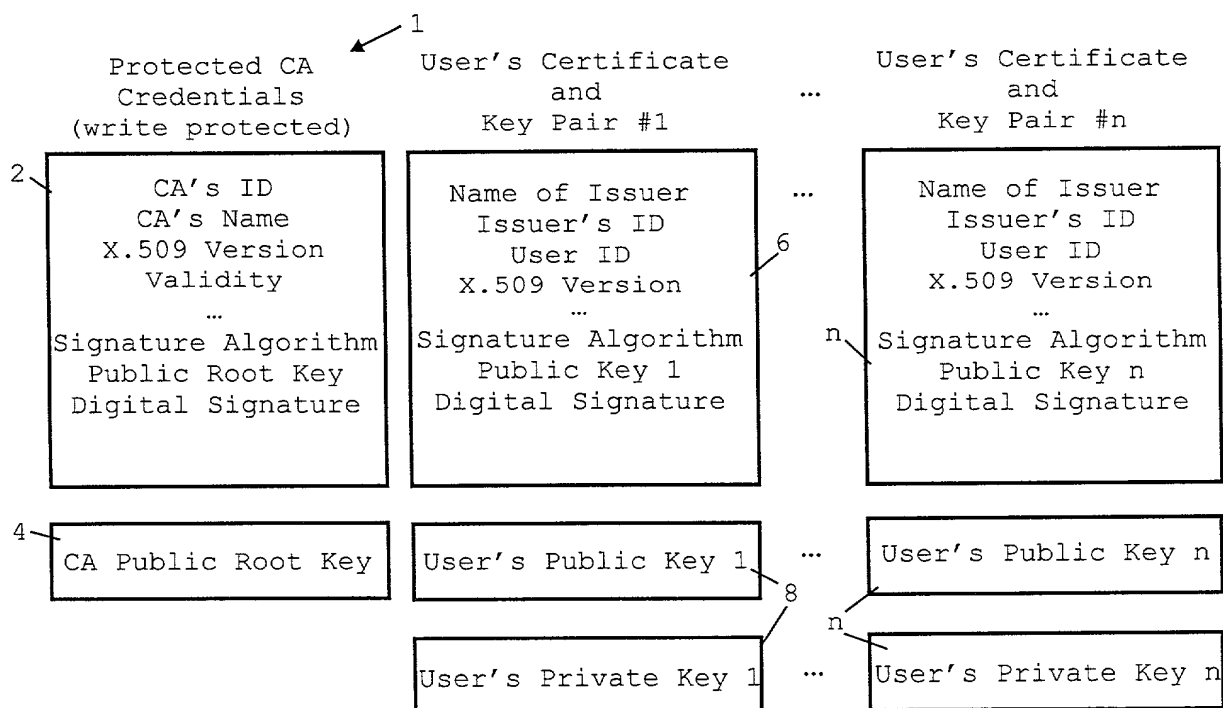 1
Protected CA
Credentials
(write protected)
User's Certificate
and
Key Pair #1
...
User's Certificate
and
Key Pair #n
2
CA's ID
CA's Name
X.509 Version
Validity
...
Signature Algorithm
Public Root Key
Digital Signature
Name of Issuer
Issuer's ID
User ID
X.509 Version
...
Signature Algorithm
Public Key 1
Digital Signature
6
...
Name of Issuer
Issuer's ID
User ID
X.509 Version
...
Signature Algorithm
Public Key n
Digital Signature
n
4
CA Public Root Key
User's Public Key 1
...
User's Public Key n
8
n
User's Private Key 1
...
User's Private Key n